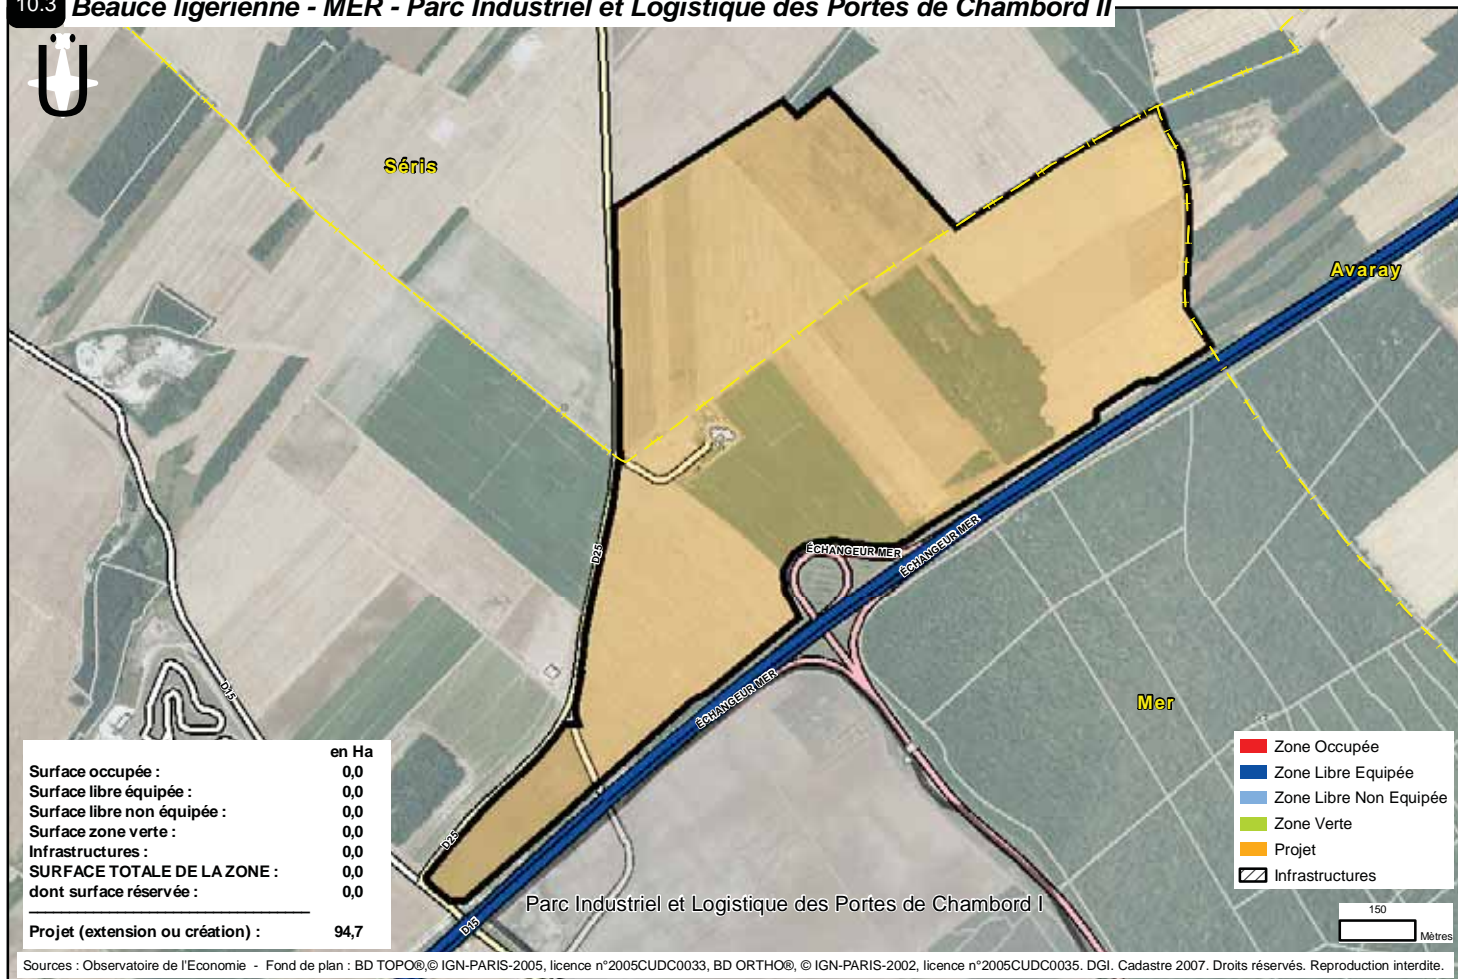 10.3 Beauce ligérienne - MER - Parc Industriel et Logistique des Portes de Chambord II
Ü
Séris
Avaray
D25
ÉCHANGEUR MER
ÉCHANGEUR MER
ÉCHANGEUR MER
D15
Mer
D25
D15
Parc Industriel et Logistique des Portes de Chambord I
en Ha
Surface occupée : 0,0
Surface libre équipée : 0,0
Surface libre non équipée : 0,0
Surface zone verte : 0,0
Infrastructures : 0,0
SURFACE TOTALE DE LA ZONE : 0,0
dont surface réservée : 0,0
Projet (extension ou création) : 94,7
Zone Occupée
Zone Libre Equipée
Zone Libre Non Equipée
Zone Verte
Projet
Infrastructures
150
Mètres
Sources : Observatoire de l'Economie - Fond de plan : BD TOPO®,© IGN-PARIS-2005, licence n°2005CUDC0033, BD ORTHO®, © IGN-PARIS-2002, licence n°2005CUDC0035. DGI. Cadastre 2007. Droits réservés. Reproduction interdite.